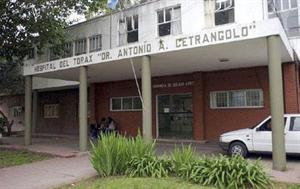 HOSPITAL DEL TORAX "DR. ANTONIO A. CETRANGOLO"